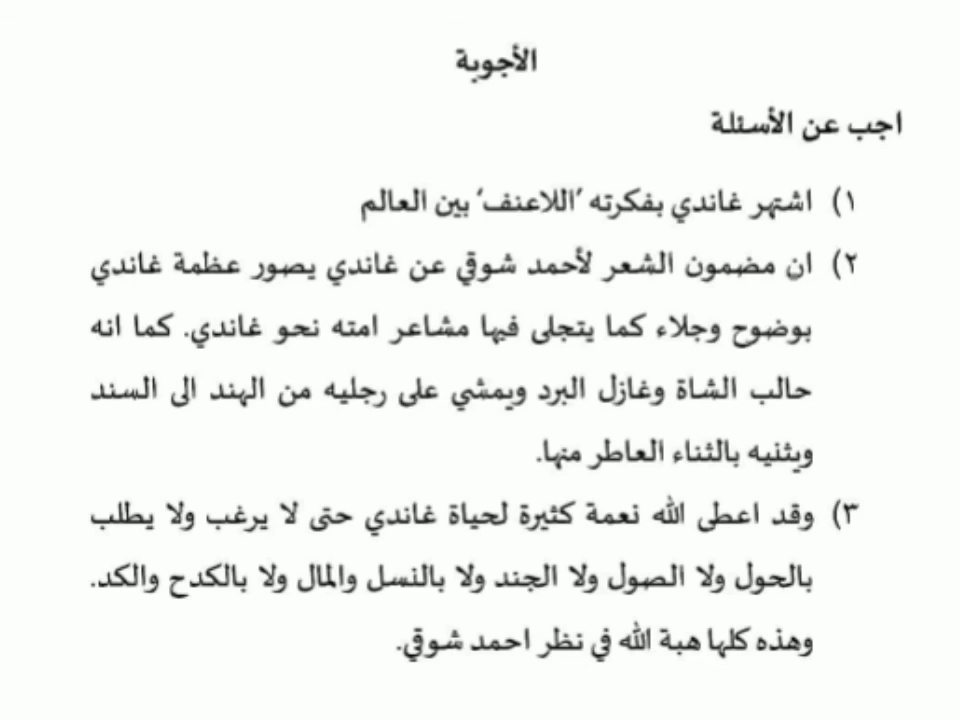 الأجوبة
اجب عن الأسئلة
١) اشتهر غاندي بفكرته ’اللاعنف‘ بين العالم
٢) ان مضمون الشعر لأحمد شوقي عن غاندي يصور عظمة غاندي
بوضوح وجلاء كما يتجلى فيها مشاعر امته نحو غاندي. كما انه
حالب الشاة وغازل البرد ويمشي على رجليه من الهند الى السند
ويثنيه بالثناء العاطر منها.
٣) وقد اعطى الله نعمة كثيرة لحياة غاندي حتى لا يرغب ولا يطلب
بالحول ولا الصول ولا الجند ولا بالنسل والمال ولا بالكدح والكد.
وهذه كلها هبة الله في نظر احمد شوقي.